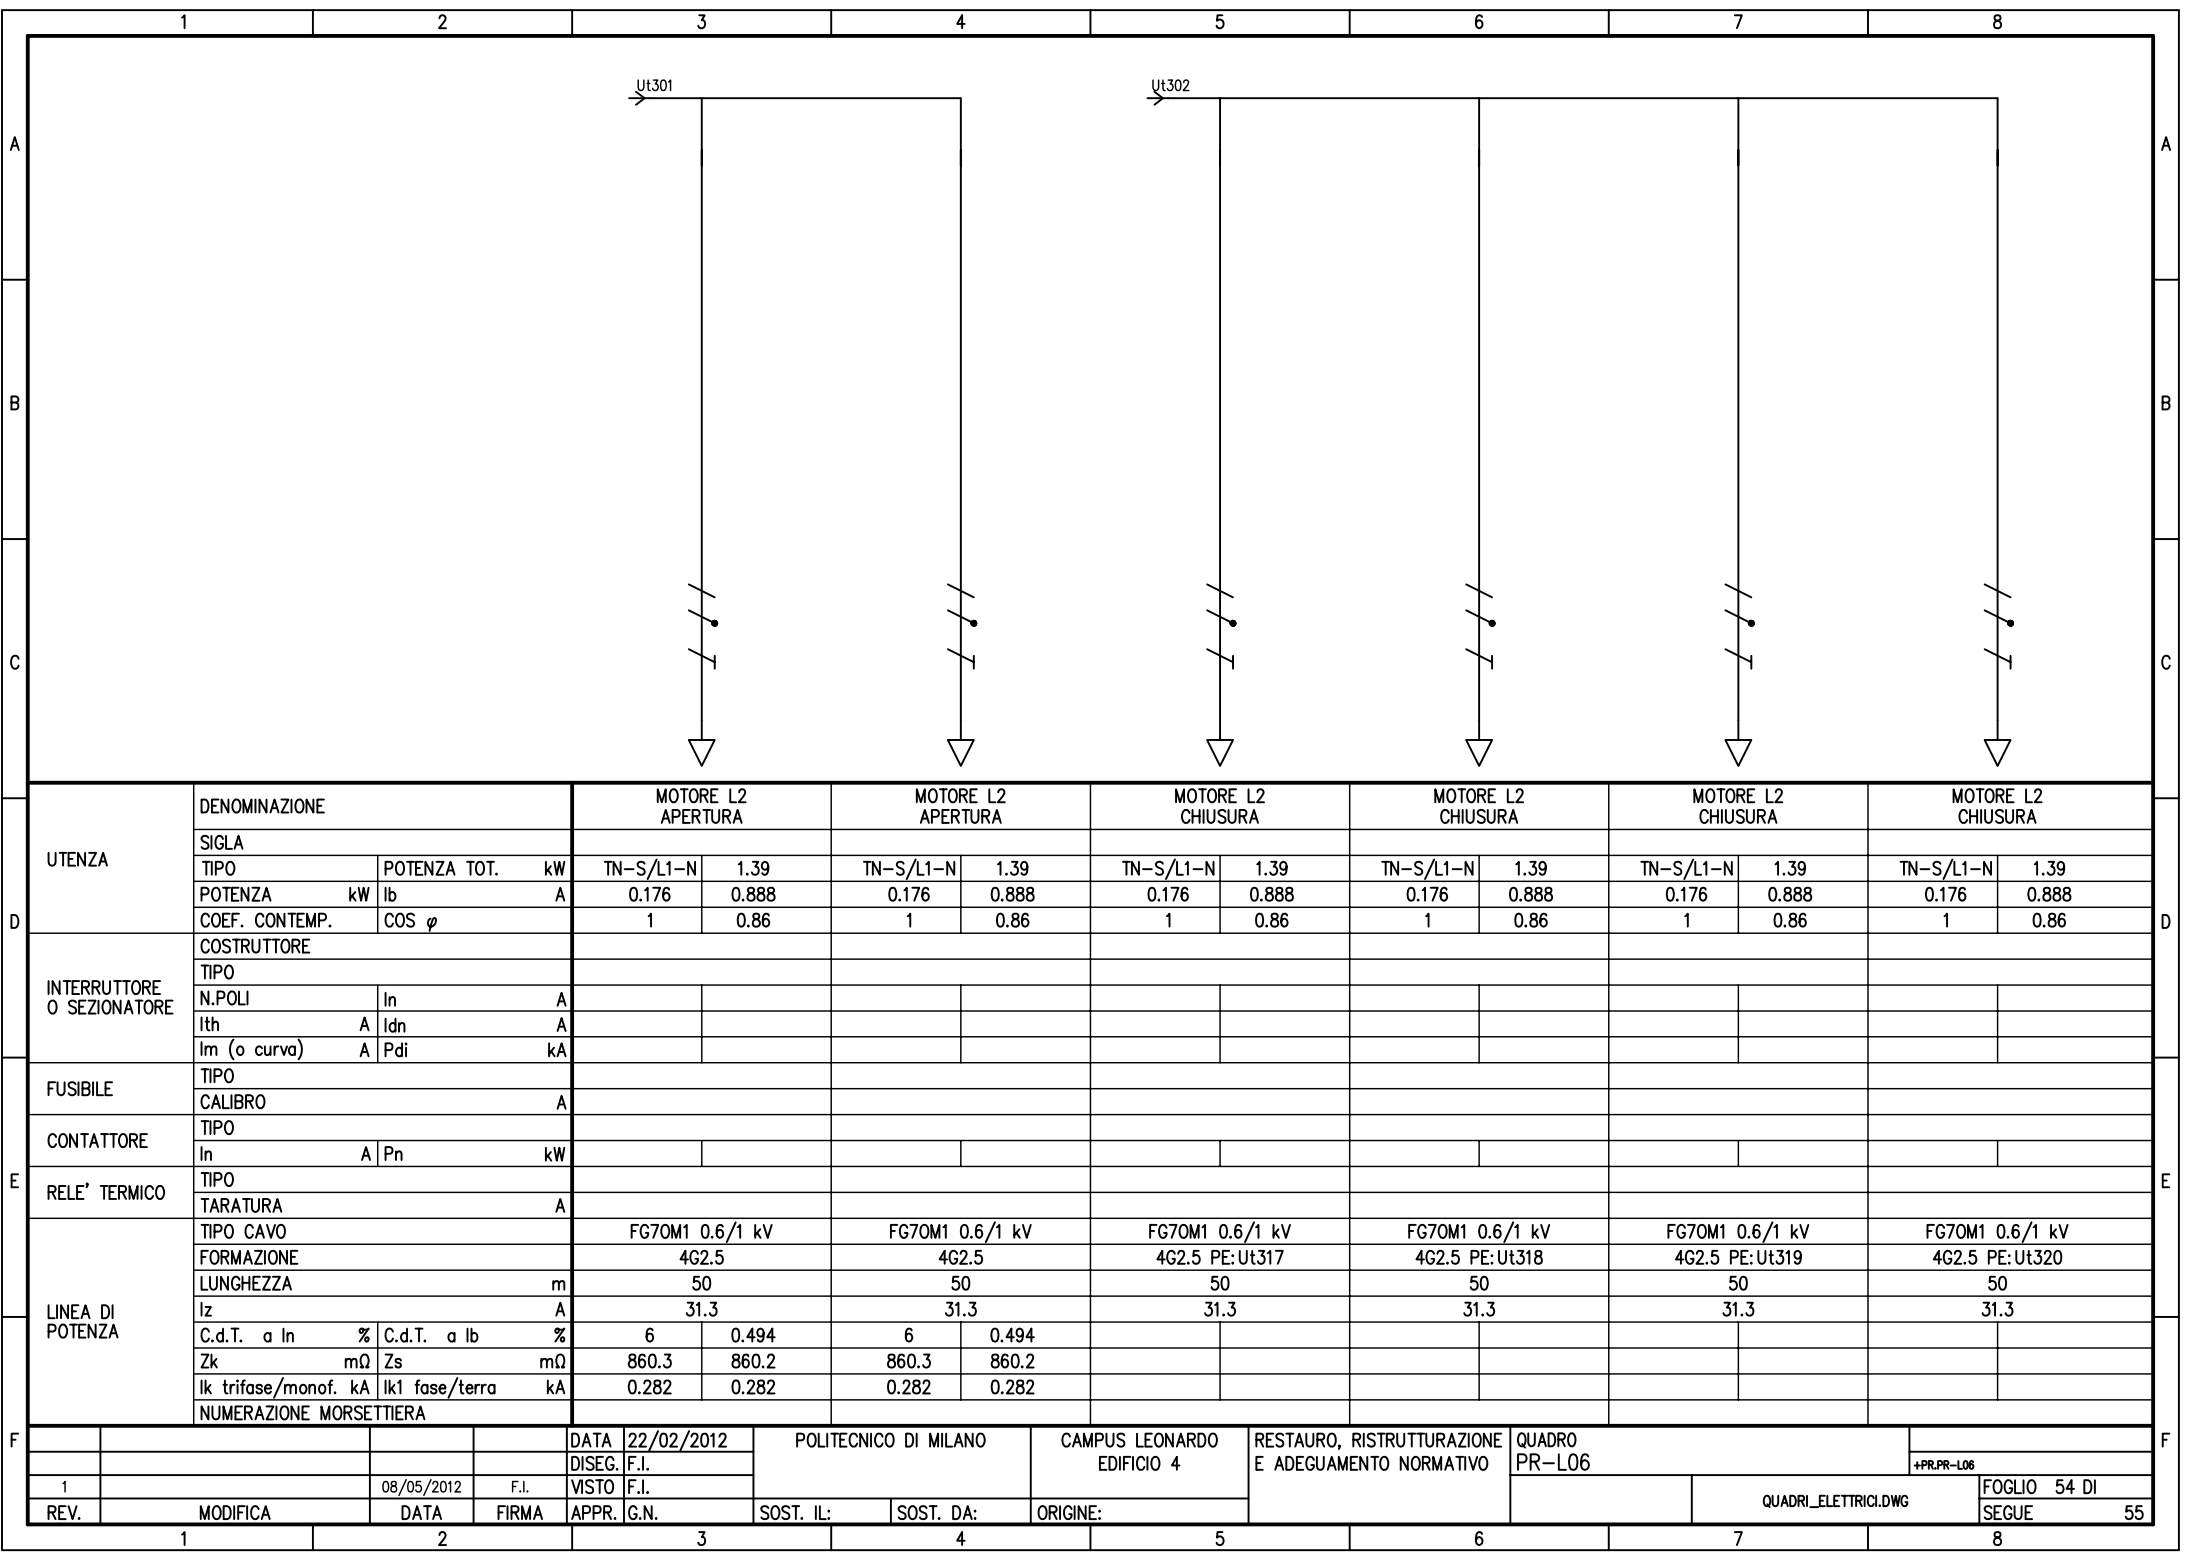 1 2 3 4 5 6 7 8
Ut301 Ut302
A A
B B
C C
D D
E E
F F
UTENZA
DENOMINAZIONE MOTORE L2 APERTURA MOTORE L2 APERTURA MOTORE L2 CHIUSURA MOTORE L2 CHIUSURA MOTORE L2 CHIUSURA MOTORE L2 CHIUSURA
SIGLA
TIPO POTENZA TOT. kW TN-S/L1-N 1.39 TN-S/L1-N 1.39 TN-S/L1-N 1.39 TN-S/L1-N 1.39 TN-S/L1-N 1.39 TN-S/L1-N 1.39
POTENZA kW Ib A 0.176 0.888 0.176 0.888 0.176 0.888 0.176 0.888 0.176 0.888 0.176 0.888
COEF. CONTEMP. COS φ 1 0.86 1 0.86 1 0.86 1 0.86 1 0.86 1 0.86
INTERRUTTORE
O SEZIONATORE
COSTRUTTORE
TIPO
N.POLI In A
Ith A Idn A
Im (o curva) A Pdi kA
FUSIBILE
TIPO
CALIBRO A
CONTATTORE
TIPO
In A Pn kW
RELE' TERMICO
TIPO
TARATURA A
LINEA DI
POTENZA
TIPO CAVO FG7OM1 0.6/1 kV FG7OM1 0.6/1 kV FG7OM1 0.6/1 kV FG7OM1 0.6/1 kV FG7OM1 0.6/1 kV FG7OM1 0.6/1 kV
FORMAZIONE 4G2.5 4G2.5 4G2.5 PE:Ut317 4G2.5 PE:Ut318 4G2.5 PE:Ut319 4G2.5 PE:Ut320
LUNGHEZZA m 50 50 50 50 50 50
Iz A 31.3 31.3 31.3 31.3 31.3 31.3
C.d.T. a In % C.d.T. a Ib % 6 0.494 6 0.494
Zk mΩ Zs mΩ 860.3 860.2 860.3 860.2
Ik trifase/monof. kA Ik1 fase/terra kA 0.282 0.282 0.282 0.282
NUMERAZIONE MORSETTIERA
DATA 22/02/2012
DISEG. F.I.
1 08/05/2012 F.I. VISTO F.I.
REV. MODIFICA DATA FIRMA APPR. G.N.
POLITECNICO DI MILANO
SOST. IL: SOST. DA:
CAMPUS LEONARDO
EDIFICIO 4
ORIGINE:
RESTAURO, RISTRUTTURAZIONE
E ADEGUAMENTO NORMATIVO
QUADRO
PR-L06
+PR.PR-L06
QUADRI_ELETTRICI.DWG
FOGLIO 54 DI
SEGUE 55
1 2 3 4 5 6 7 8